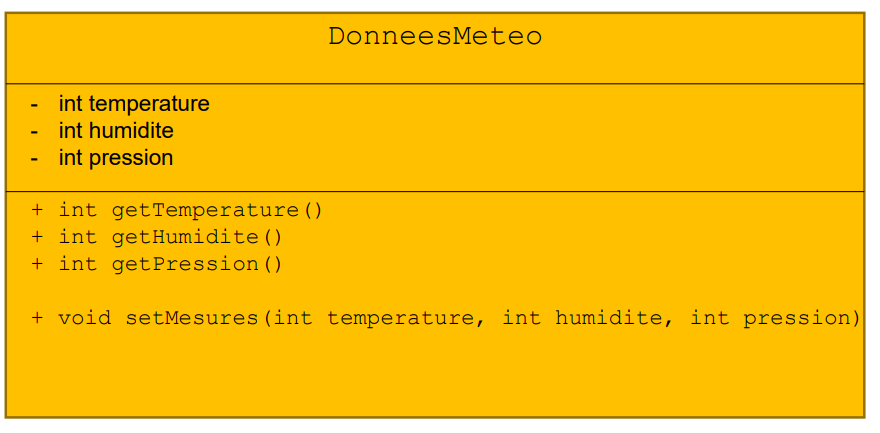 DonneesMeteo
- int temperature
- int humidite
- int pression
+ int getTemperature()
+ int getHumidite()
+ int getPression()
+ void setMesures(int temperature, int humidite, int pression)